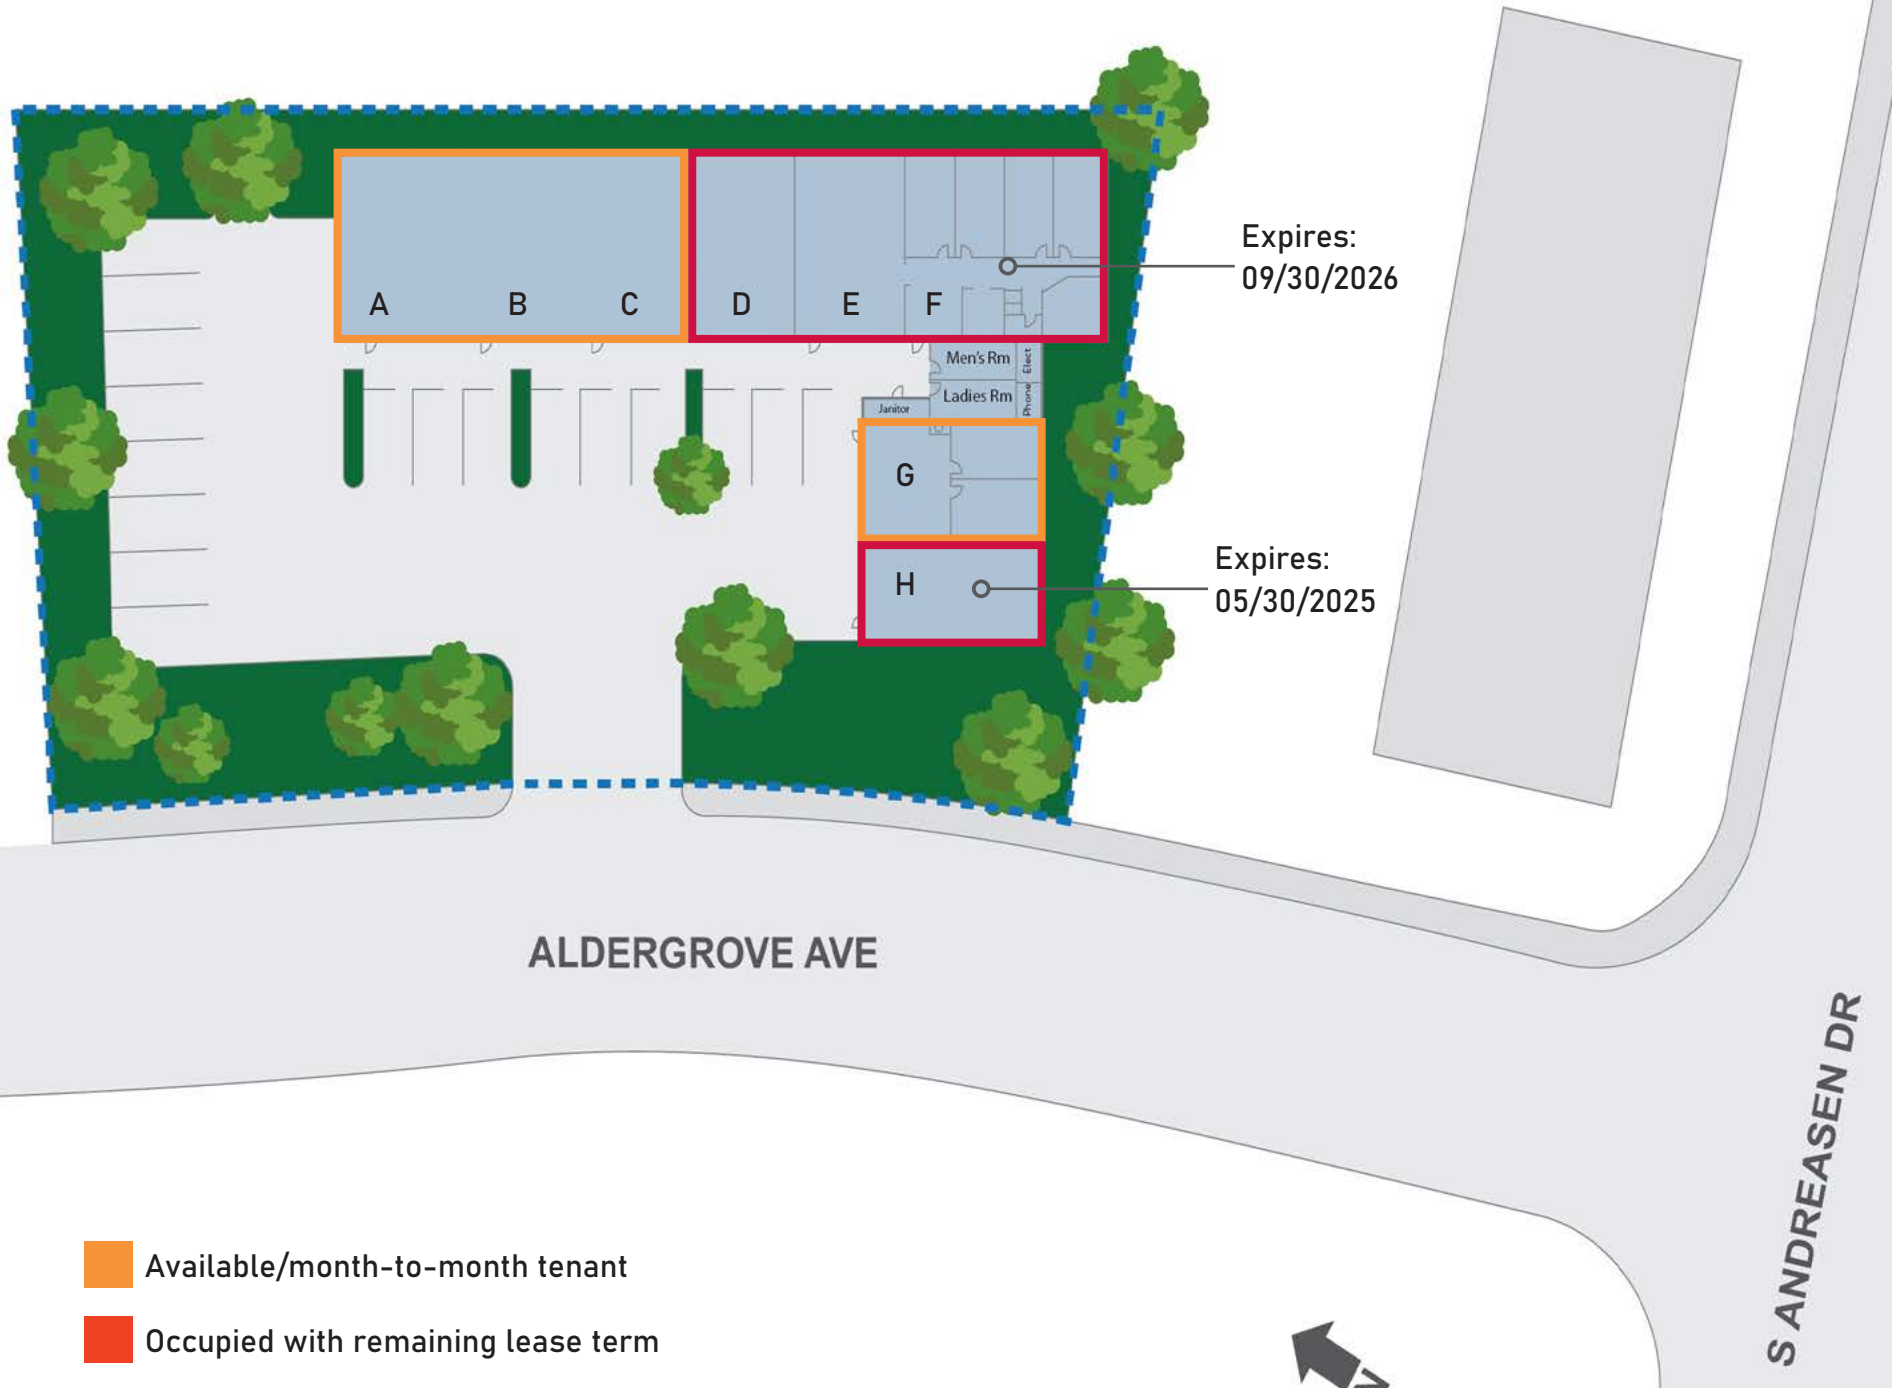 Expires:
09/30/2026
A
B
C
D
E
F
Men's Rm
Elect
Ladies Rm
Phone
Janitor
G
Expires:
05/30/2025
H
ALDERGROVE AVE
S ANDREASEN DR
Available/month-to-month tenant
Occupied with remaining lease term